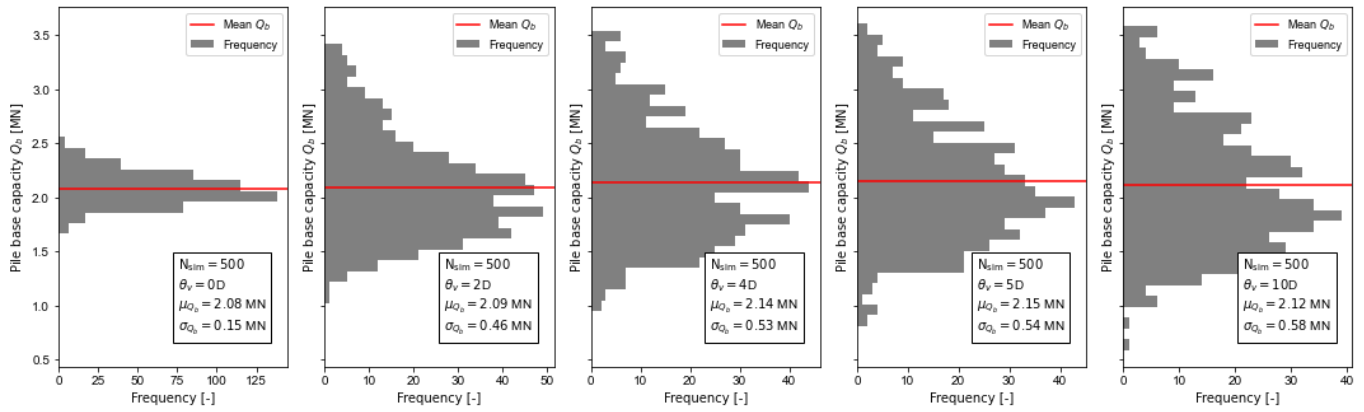 Pile base capacity Q_b [MN]
3.5
3.0
2.5
2.0
1.5
1.0
0.5
Mean Q_b
Frequency
N_sim = 500
θ_v = 0D
μ_Q_b = 2.08 MN
σ_Q_b = 0.15 MN
0 25 50 75 100 125
Frequency [-]
Pile base capacity Q_b [MN]
Mean Q_b
Frequency
N_sim = 500
θ_v = 2D
μ_Q_b = 2.09 MN
σ_Q_b = 0.46 MN
0 10 20 30 40 50
Frequency [-]
Pile base capacity Q_b [MN]
Mean Q_b
Frequency
N_sim = 500
θ_v = 4D
μ_Q_b = 2.14 MN
σ_Q_b = 0.53 MN
0 10 20 30 40
Frequency [-]
Pile base capacity Q_b [MN]
Mean Q_b
Frequency
N_sim = 500
θ_v = 5D
μ_Q_b = 2.15 MN
σ_Q_b = 0.54 MN
0 10 20 30 40
Frequency [-]
Pile base capacity Q_b [MN]
Mean Q_b
Frequency
N_sim = 500
θ_v = 10D
μ_Q_b = 2.12 MN
σ_Q_b = 0.58 MN
0 10 20 30 40
Frequency [-]